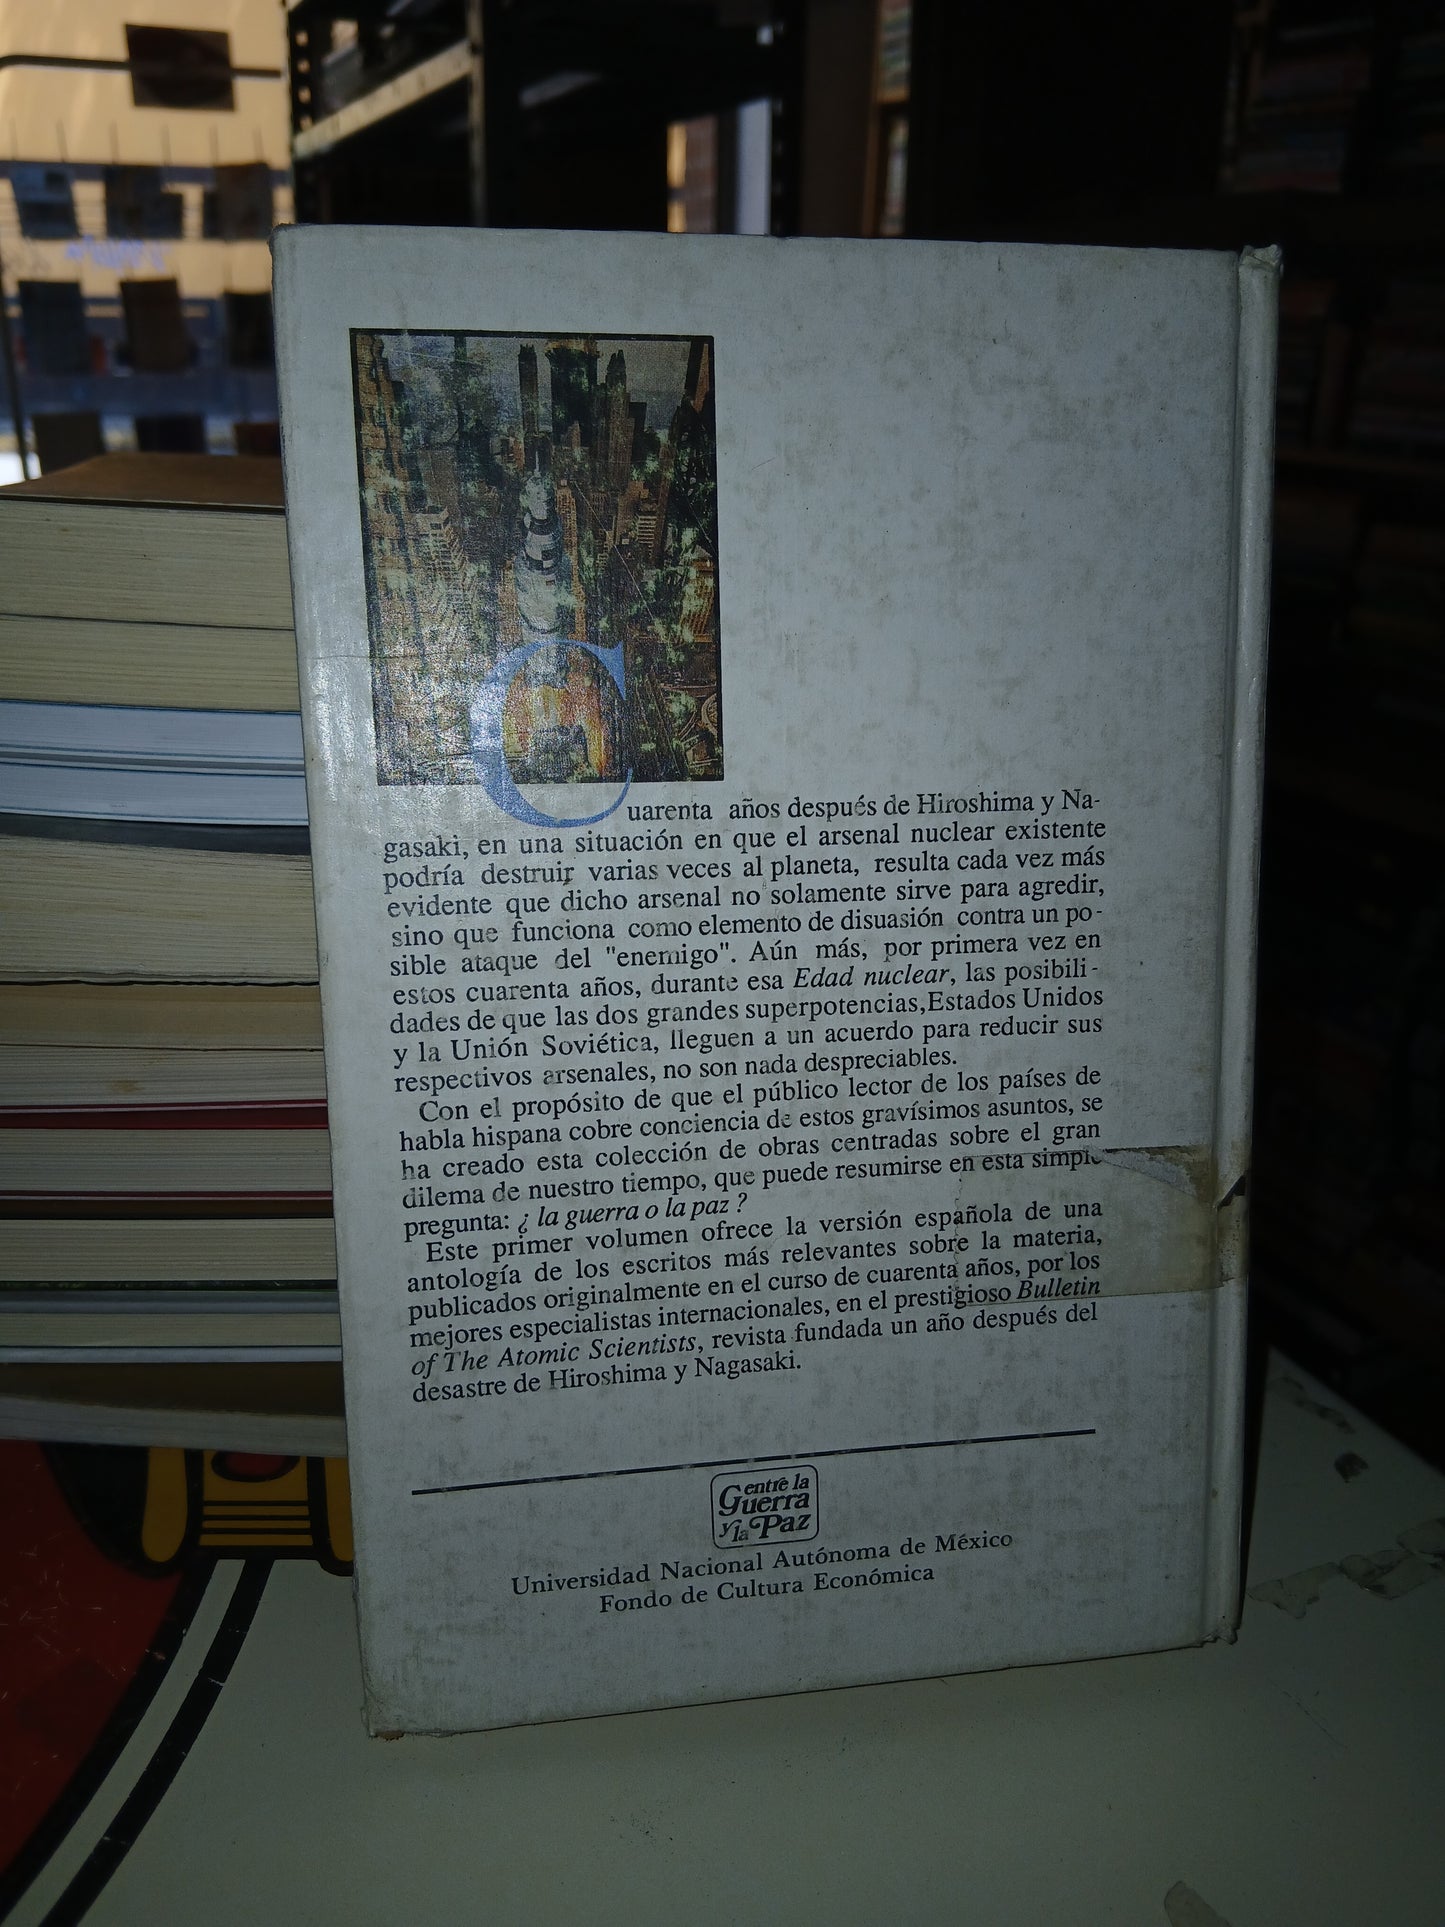 Cuarenta años después de Hiroshima y Na-
gasaki, en una situación en que el arsenal nuclear existente
podría destruir varias veces al planeta, resulta cada vez más
evidente que dicho arsenal no solamente sirve para agredir,
sino que funciona como elemento de disuasión contra un po-
sible ataque del "enemigo". Aún más, por primera vez en
estos cuarenta años, durante esa Edad nuclear, las posibili-
dades de que las dos grandes superpotencias,Estados Unidos
y la Unión Soviética, lleguen a un acuerdo para reducir sus
respectivos arsenales, no son nada despreciables.
Con el propósito de que el público lector de los países de
habla hispana cobre conciencia de estos gravísimos asuntos, se
ha creado esta colección de obras centradas sobre el gran
dilema de nuestro tiempo, que puede resumirse en esta simple
pregunta: ¿ la guerra o la paz ?
Este primer volumen ofrece la versión española de una
antología de los escritos más relevantes sobre la materia,
publicados originalmente en el curso de cuarenta años, por los
mejores especialistas internacionales, en el prestigioso Bulletin
of The Atomic Scientists, revista fundada un año después del
desastre de Hiroshima y Nagasaki.
entre la
Guerra
y la Paz
Universidad Nacional Autónoma de México
Fondo de Cultura Económica